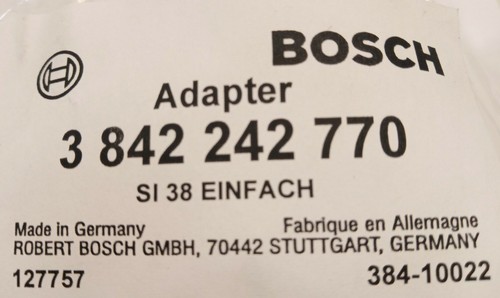 BOSCH
Adapter
3 842 242 770
SI 38 EINFACH
Made in Germany Fabrique en Allemagne
ROBERT BOSCH GMBH, 70442 STUTTGART, GERMANY
127757 384-10022